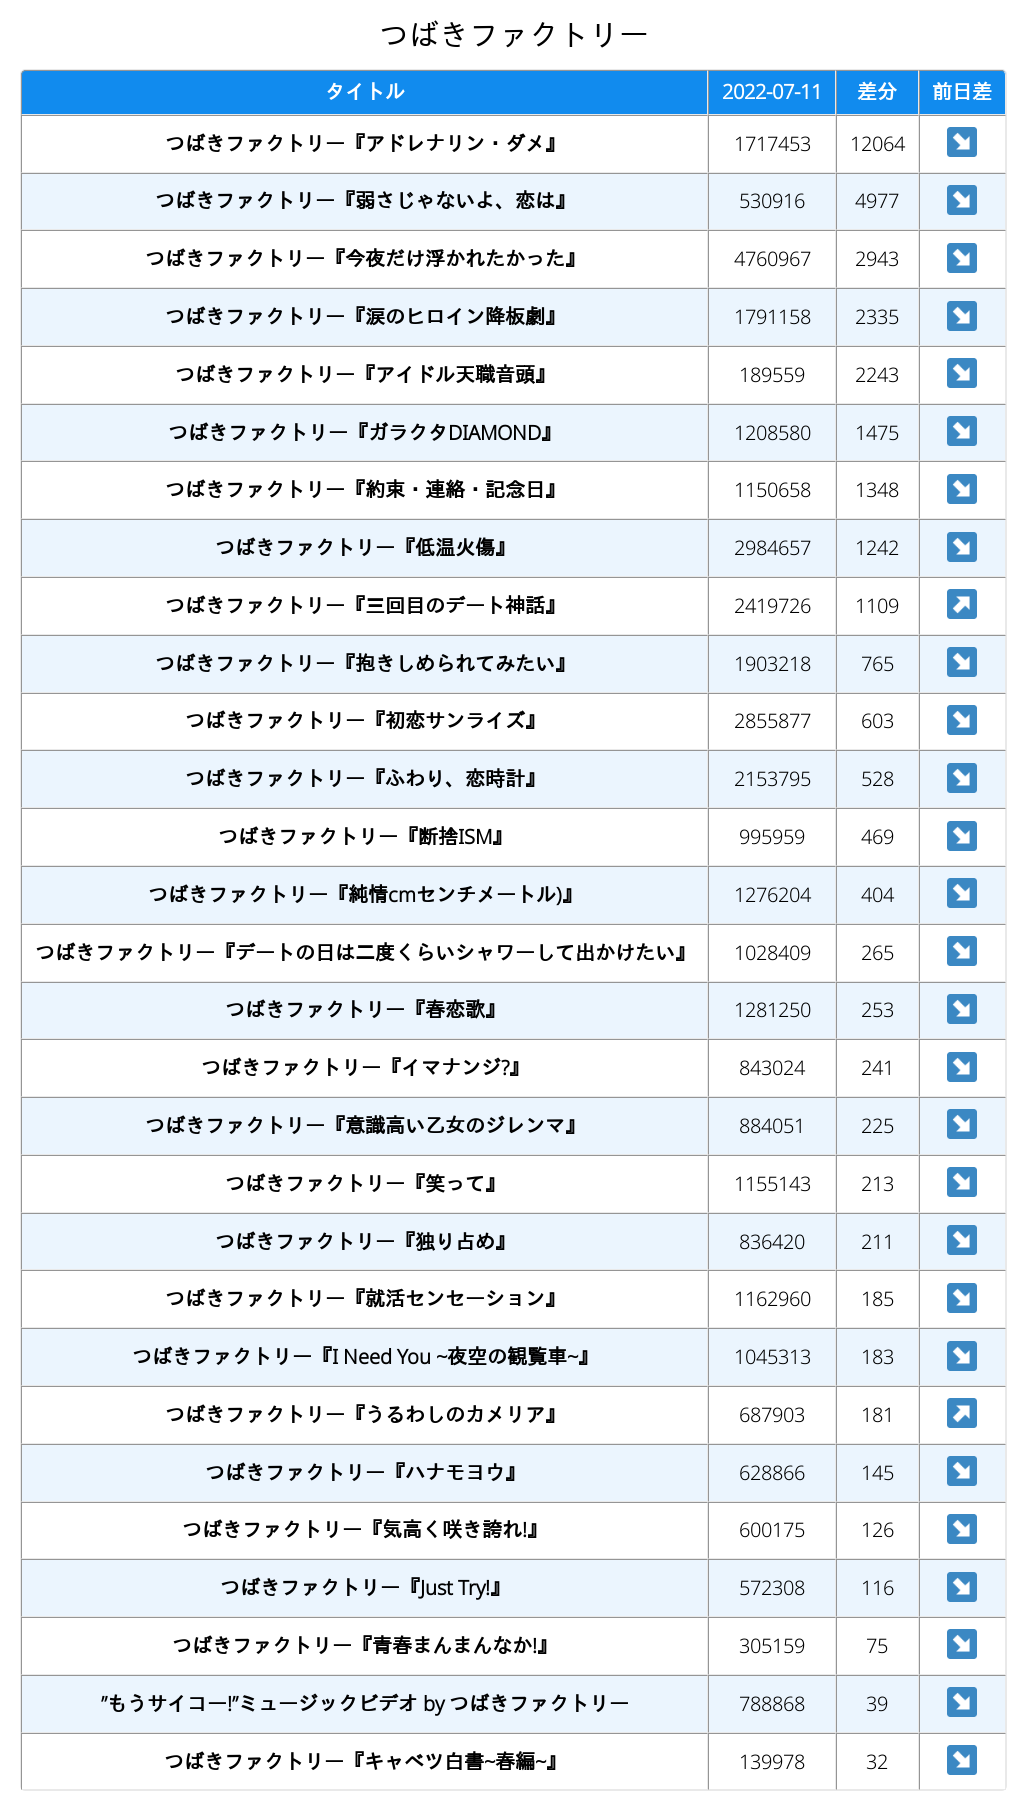 つばきファクトリー
タイトル 2022-07-11 差分 前日差
つばきファクトリー『アドレナリン・ダメ』 1717453 12064
つばきファクトリー『弱さじゃないよ、恋は』 530916 4977
つばきファクトリー『今夜だけ浮かれたかった』 4760967 2943
つばきファクトリー『涙のヒロイン降板劇』 1791158 2335
つばきファクトリー『アイドル天職音頭』 189559 2243
つばきファクトリー『ガラクタDIAMOND』 1208580 1475
つばきファクトリー『約束・連絡・記念日』 1150658 1348
つばきファクトリー『低温火傷』 2984657 1242
つばきファクトリー『三回目のデート神話』 2419726 1109
つばきファクトリー『抱きしめられてみたい』 1903218 765
つばきファクトリー『初恋サンライズ』 2855877 603
つばきファクトリー『ふわり、恋時計』 2153795 528
つばきファクトリー『断捨ISM』 995959 469
つばきファクトリー『純情cmセンチメートル)』 1276204 404
つばきファクトリー『デートの日は二度くらいシャワーして出かけたい』 1028409 265
つばきファクトリー『春恋歌』 1281250 253
つばきファクトリー『イマナンジ?』 843024 241
つばきファクトリー『意識高い乙女のジレンマ』 884051 225
つばきファクトリー『笑って』 1155143 213
つばきファクトリー『独り占め』 836420 211
つばきファクトリー『就活センセーション』 1162960 185
つばきファクトリー『I Need You ~夜空の観覧車~』 1045313 183
つばきファクトリー『うるわしのカメリア』 687903 181
つばきファクトリー『ハナモヨウ』 628866 145
つばきファクトリー『気高く咲き誇れ!』 600175 126
つばきファクトリー『Just Try!』 572308 116
つばきファクトリー『青春まんまんなか!』 305159 75
”もうサイコー!”ミュージックビデオ by つばきファクトリー 788868 39
つばきファクトリー『キャベツ白書~春編~』 139978 32